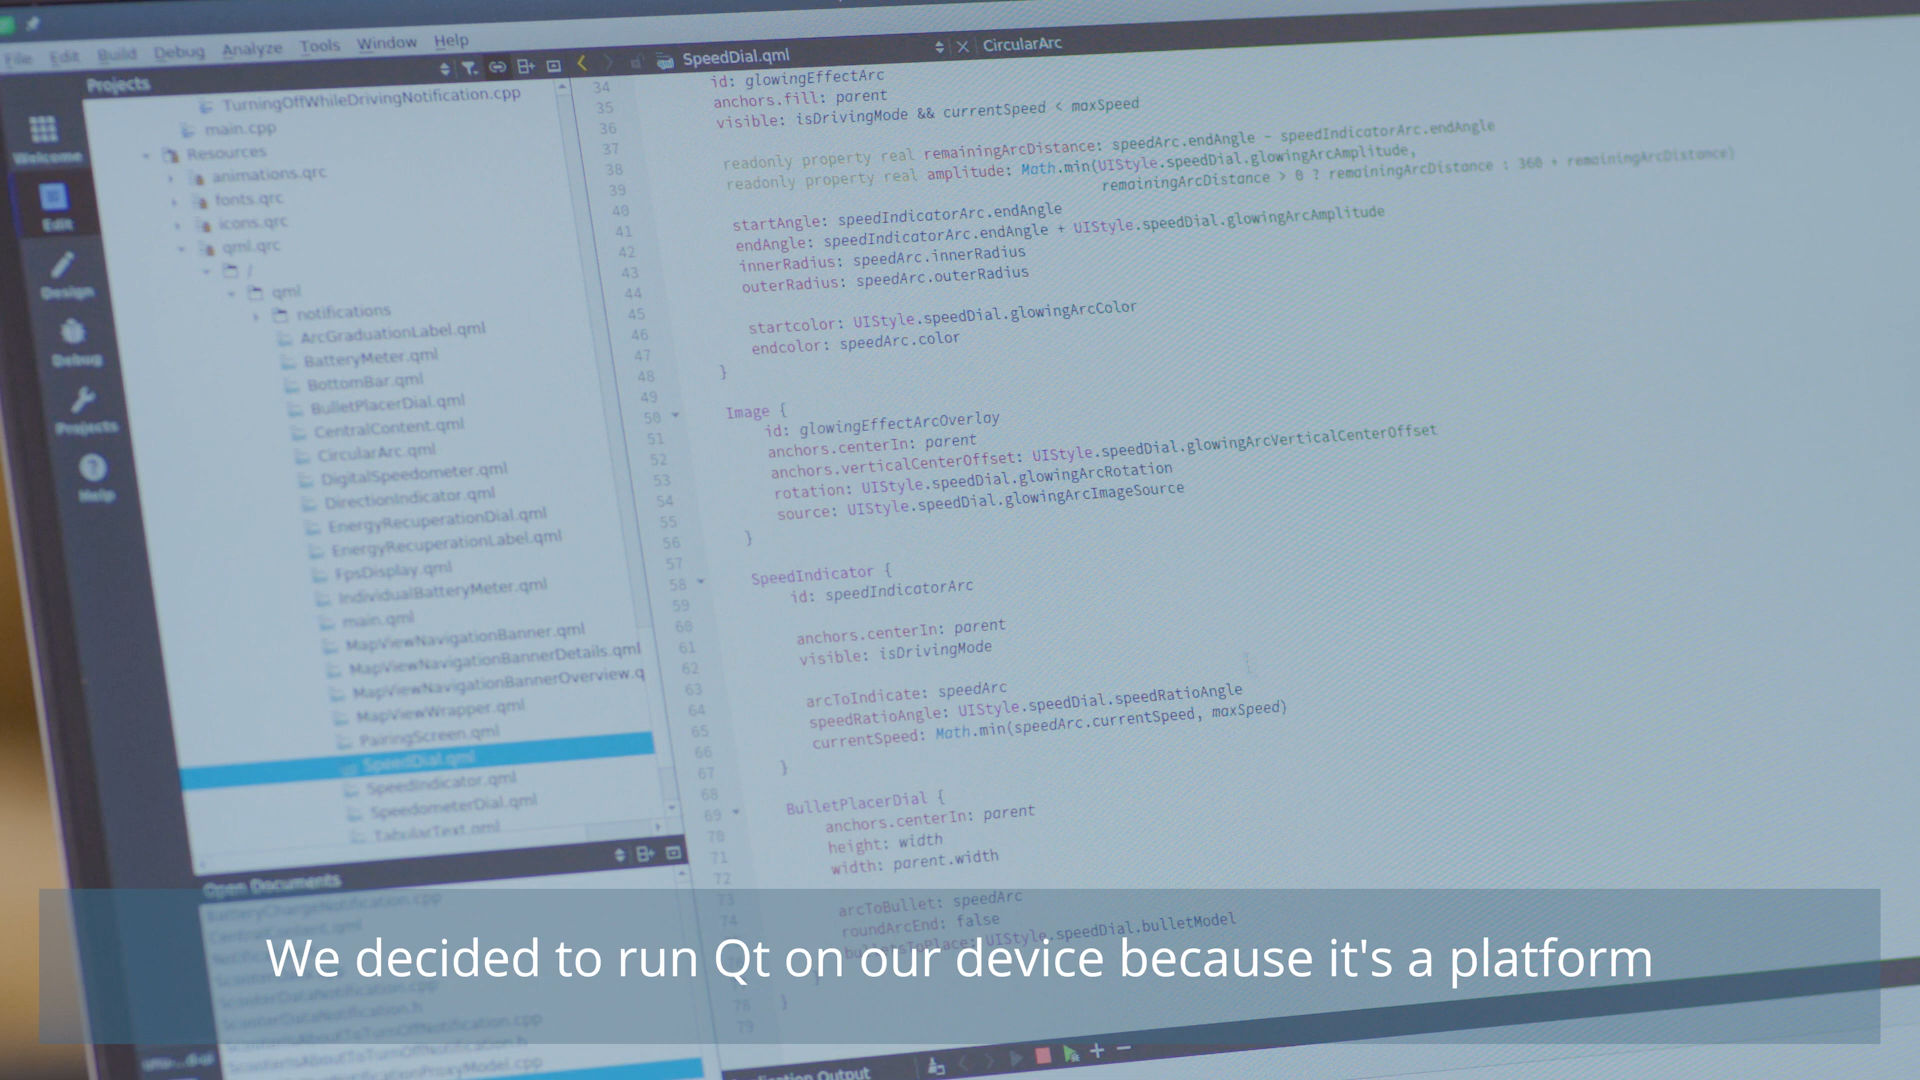 File Edit Build Debug Analyze Tools Window Help
Projects
SpeedDial.qml
CircularArc
Welcome
Edit
Design
Debug
Projects
Help
TurningOffWhileDrivingNotification.cpp
main.cpp
Resources
animations.qrc
fonts.qrc
icons.qrc
qml.qrc
/
qml
notifications
ArcGraduationLabel.qml
BatteryMeter.qml
BottomBar.qml
BulletPlacerDial.qml
CentralContent.qml
CircularArc.qml
DigitalSpeedometer.qml
DirectionIndicator.qml
EnergyRecuperationDial.qml
EnergyRecuperationLabel.qml
FpsDisplay.qml
IndividualBatteryMeter.qml
main.qml
MapViewNavigationBanner.qml
MapViewNavigationBannerDetails.qml
MapViewNavigationBannerOverview.q
MapViewWrapper.qml
PairingScreen.qml
SpeedDial.qml
SpeedIndicator.qml
SpeedometerDial.qml
TabularText.qml
Open Documents
BatteryChargeNotification.cpp
CentralContent.qml
34 id: glowingEffectArc
35 anchors.fill: parent
36 visible: isDrivingMode && currentSpeed < maxSpeed
37
38 readonly property real remainingArcDistance: speedArc.endAngle - speedIndicatorArc.endAngle
39 readonly property real amplitude: Math.min(UIStyle.speedDial.glowingArcAmplitude,
40 remainingArcDistance > 0 ? remainingArcDistance : 360 + remainingArcDistance)
41
42 startAngle: speedIndicatorArc.endAngle
43 endAngle: speedIndicatorArc.endAngle + UIStyle.speedDial.glowingArcAmplitude
44 innerRadius: speedArc.innerRadius
45 outerRadius: speedArc.outerRadius
46
47 startcolor: UIStyle.speedDial.glowingArcColor
48 endcolor: speedArc.color
49 }
50
51 Image {
52 id: glowingEffectArcOverlay
53 anchors.centerIn: parent
54 anchors.verticalCenterOffset: UIStyle.speedDial.glowingArcVerticalCenterOffset
55 rotation: UIStyle.speedDial.glowingArcRotation
56 source: UIStyle.speedDial.glowingArcImageSource
57 }
58
59 SpeedIndicator {
60 id: speedIndicatorArc
61
62 anchors.centerIn: parent
63 visible: isDrivingMode
64
65 arcToIndicate: speedArc
66 speedRatioAngle: UIStyle.speedDial.speedRatioAngle
67 currentSpeed: Math.min(speedArc.currentSpeed, maxSpeed)
68 }
69
70 BulletPlacerDial {
71 anchors.centerIn: parent
72 height: width
73 width: parent.width
74
arcToBullet: speedArc
roundArcEnd: false
bulletsToPlace: UIStyle.speedDial.bulletModel
}
78 }
79
We decided to run Qt on our device because it's a platform
Application Output